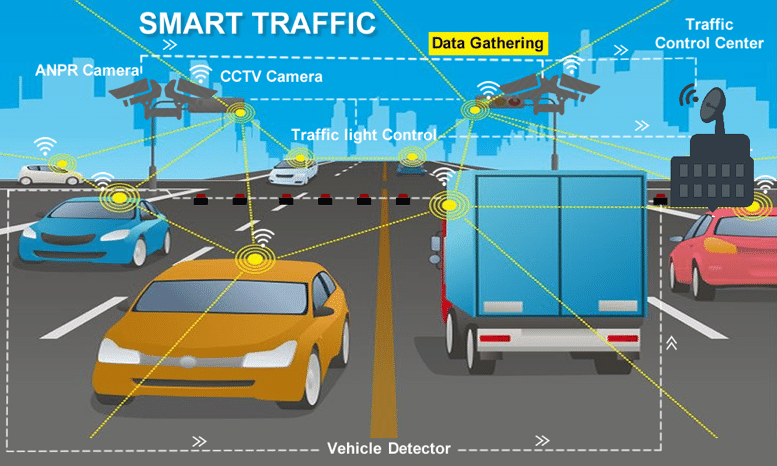 SMART TRAFFIC
Data Gathering
Traffic
Control Center
ANPR Camera
CCTV Camera
Traffic light Control
Vehicle Detector